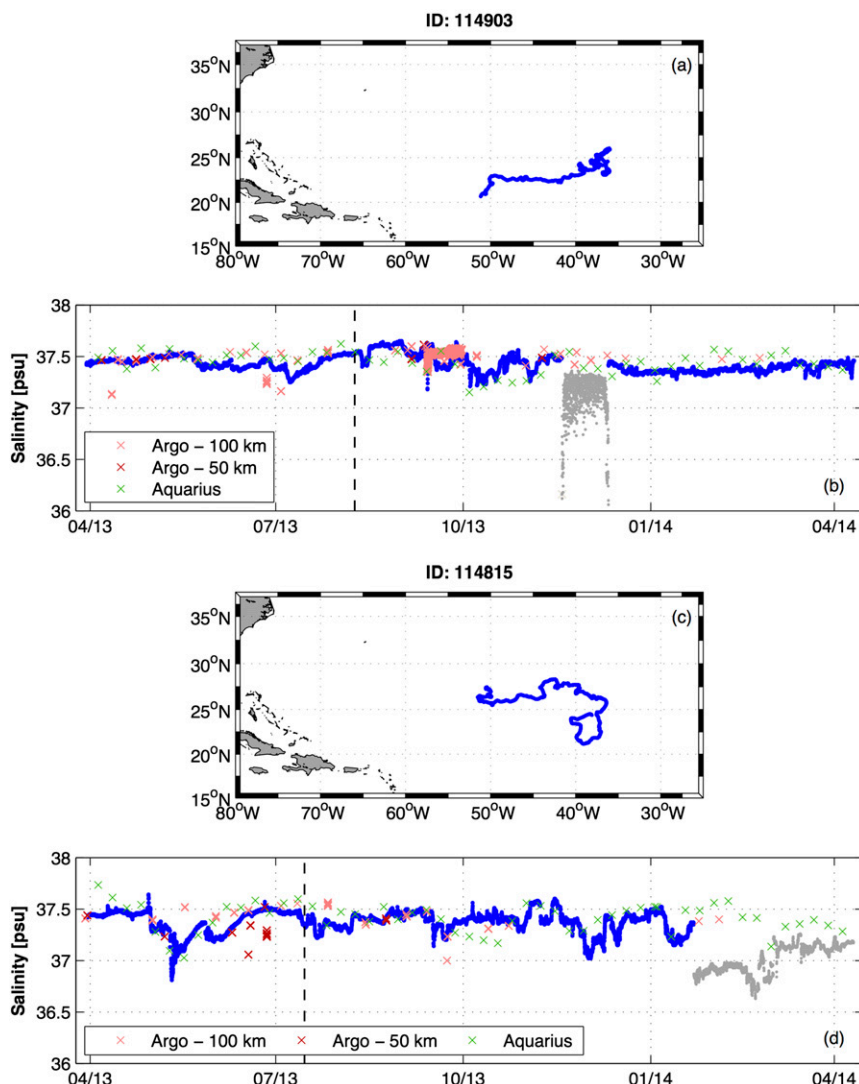 ID: 114903
35°N
30°N
25°N
20°N
15°N
(a)
80°W 70°W 60°W 50°W 40°W 30°W
38
37.5
37
36.5
36
Salinity [psu]
Argo – 100 km
Argo – 50 km
Aquarius
(b)
04/13 07/13 10/13 01/14 04/14
ID: 114815
35°N
30°N
25°N
20°N
15°N
(c)
80°W 70°W 60°W 50°W 40°W 30°W
38
37.5
37
36.5
36
Salinity [psu]
Argo – 100 km Argo – 50 km Aquarius
(d)
04/13 07/13 10/13 01/14 04/14